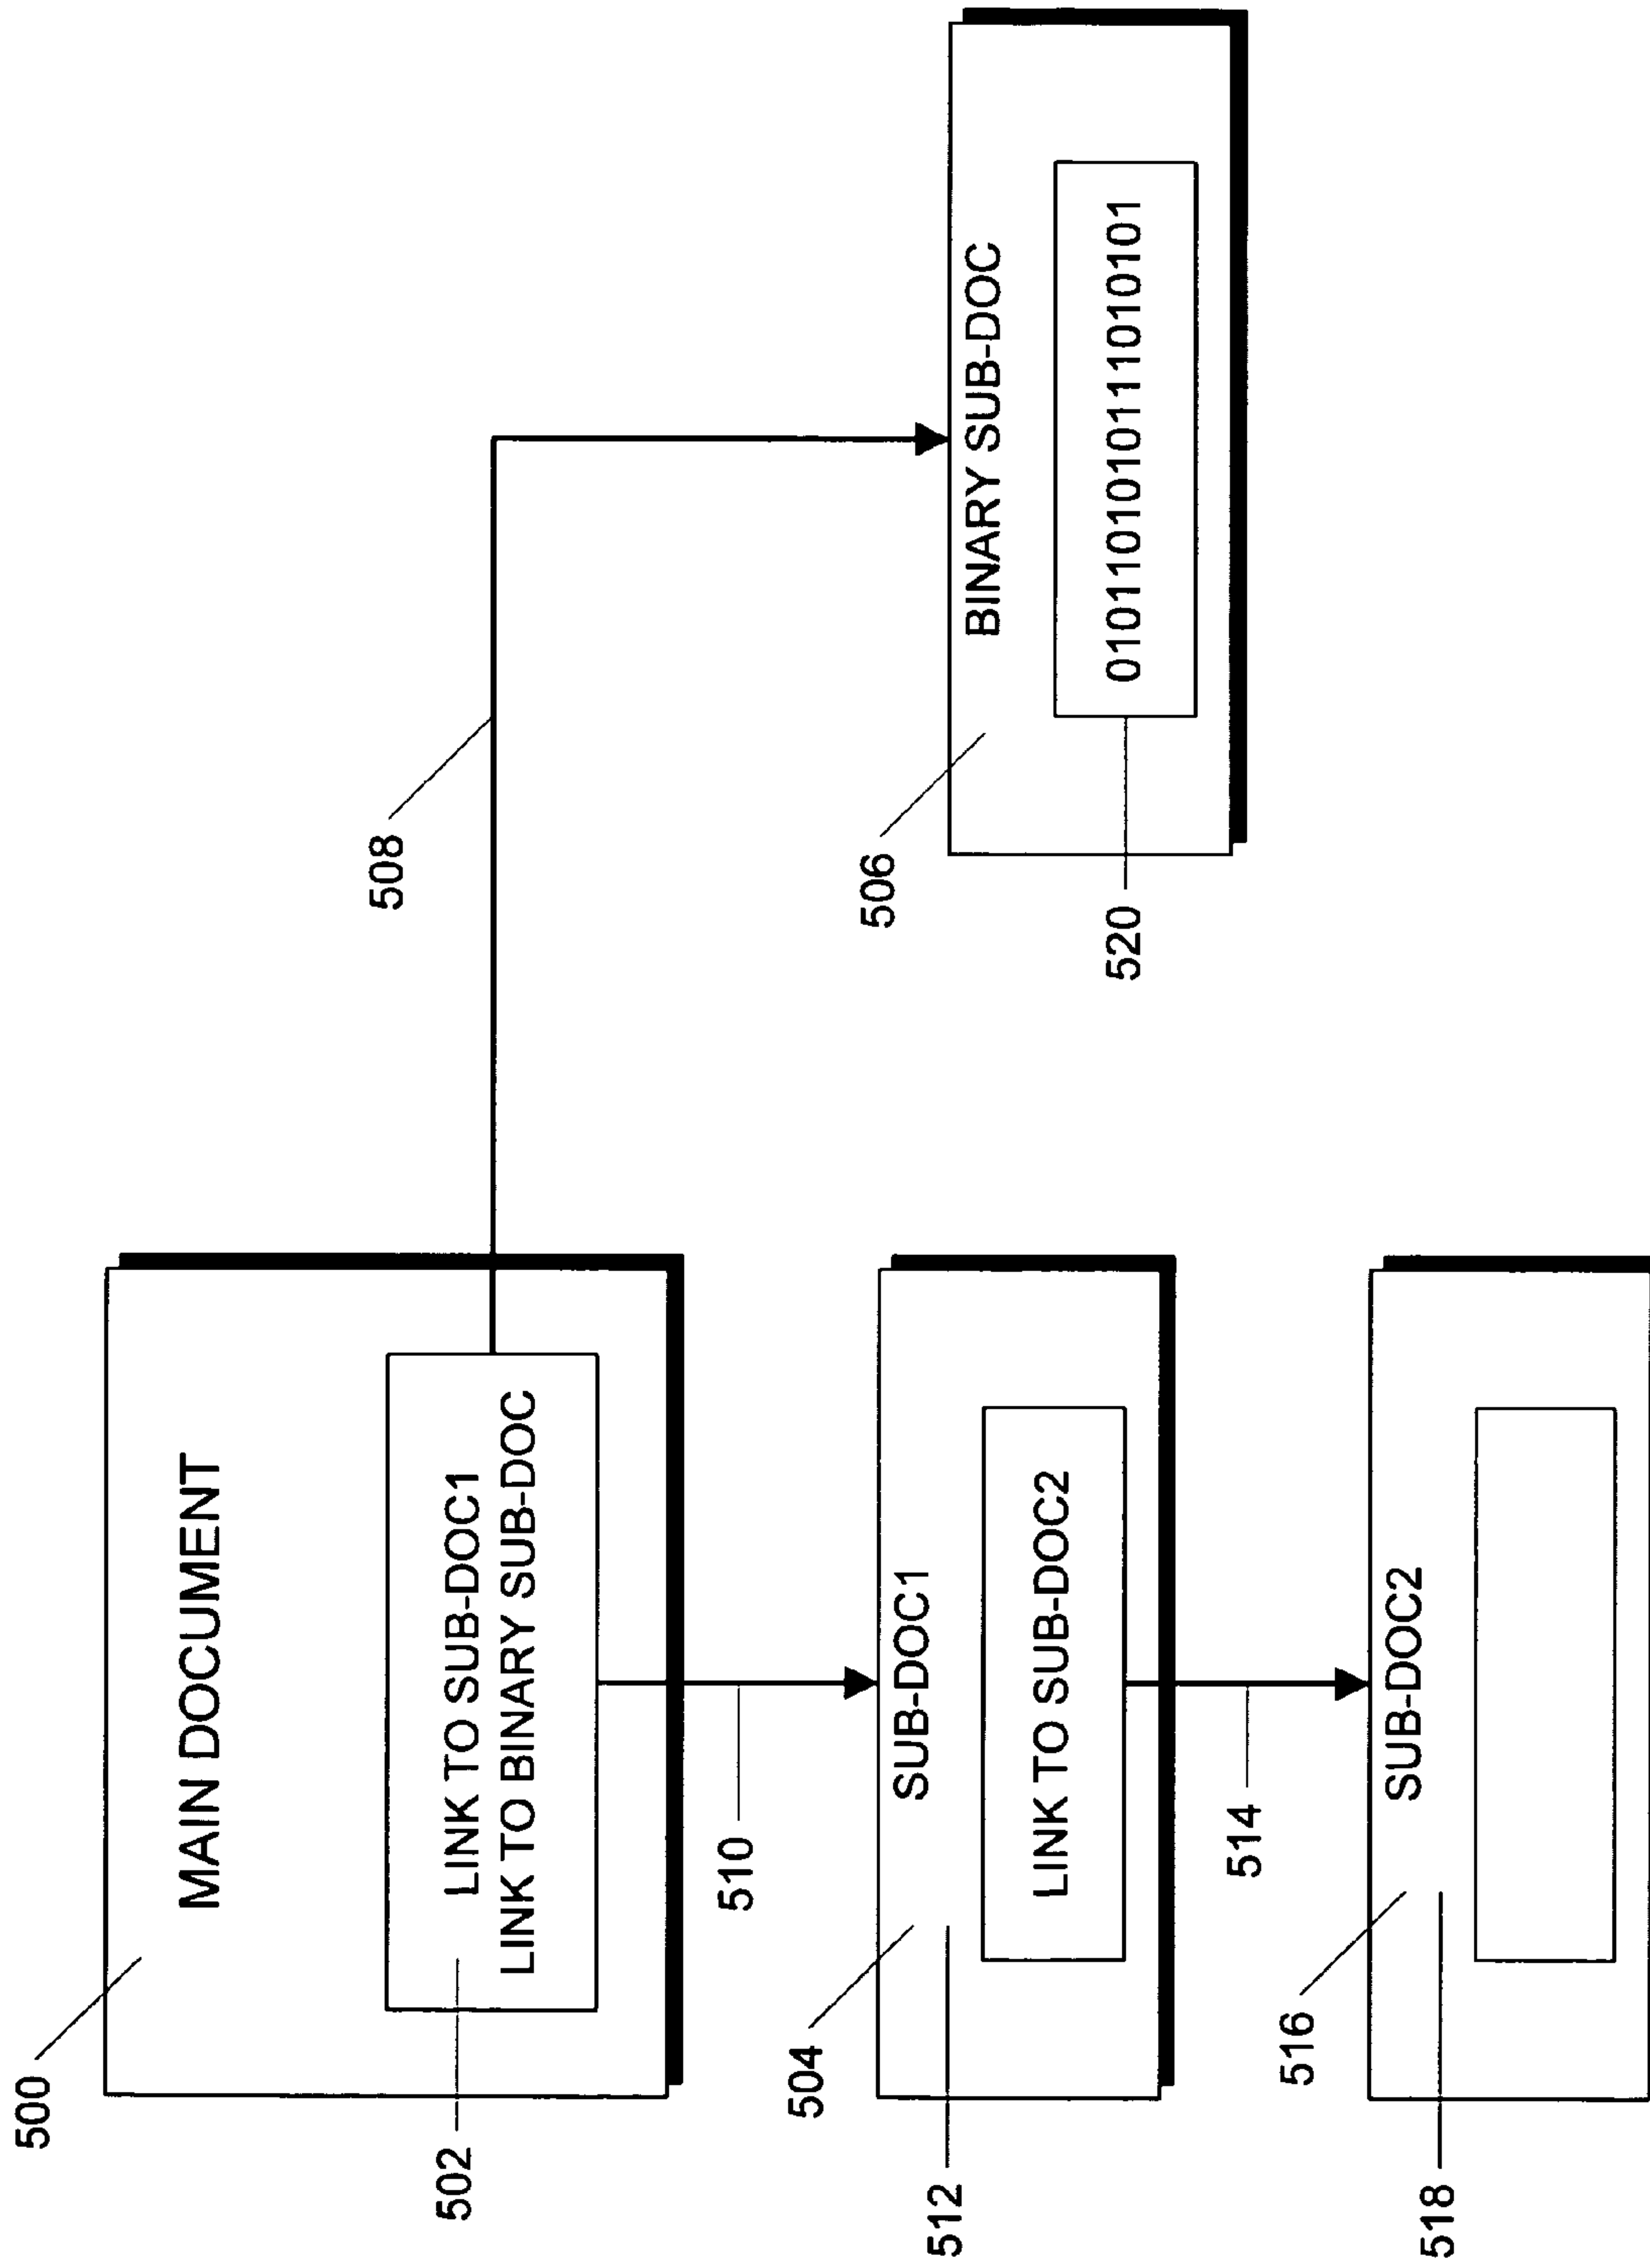 500
MAIN DOCUMENT
508
502
LINK TO SUB-DOC1
LINK TO BINARY SUB-DOC
510
504
512
SUB-DOC1
LINK TO SUB-DOC2
506
BINARY SUB-DOC
520
010110101010111010101
514
516
518
SUB-DOC2